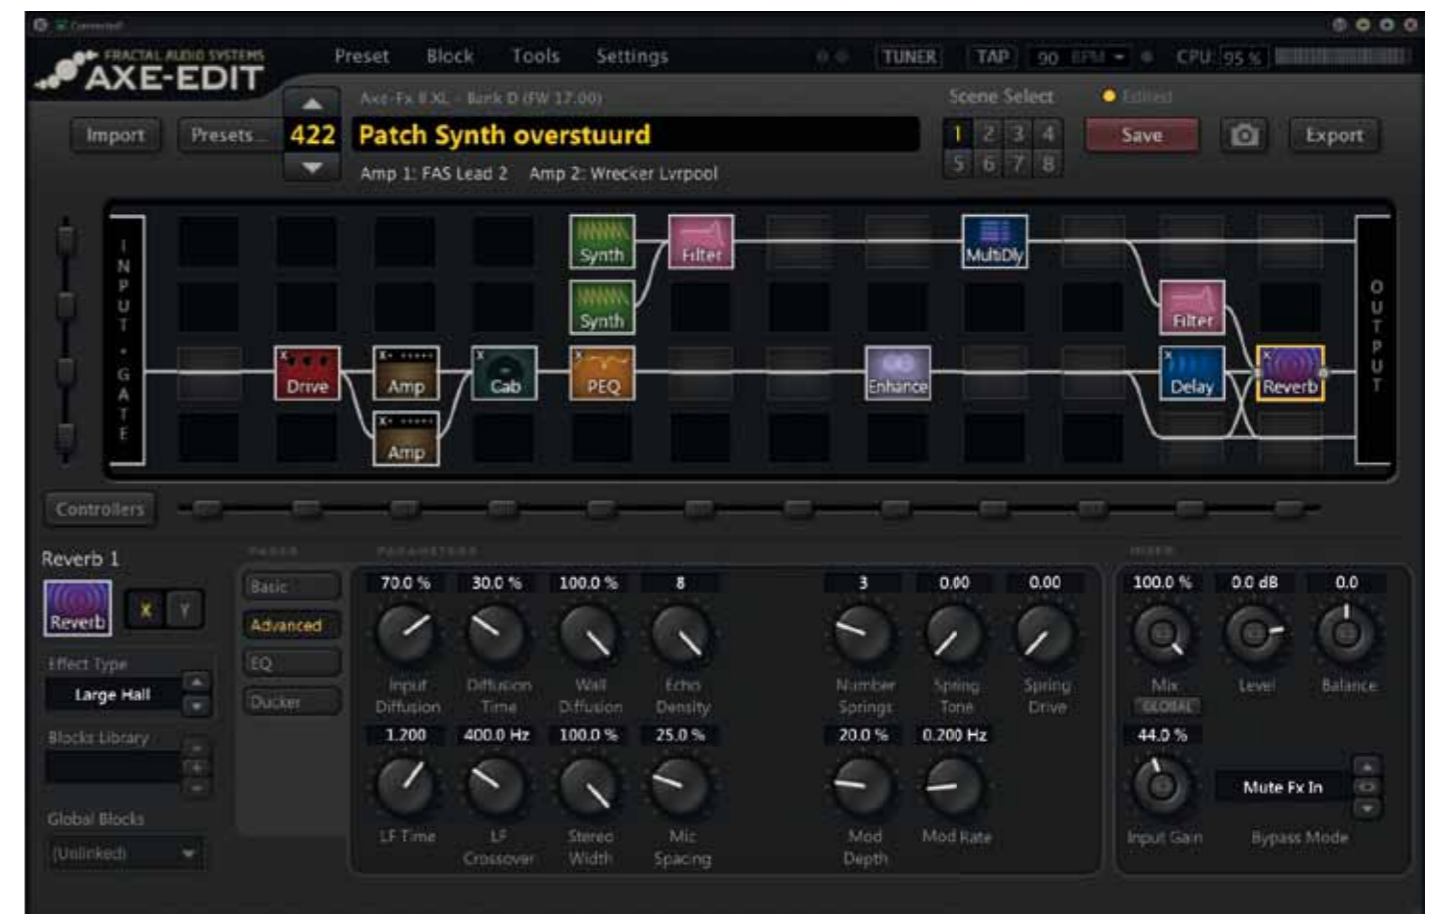 Connected!
FRACTAL AUDIO SYSTEMS
AXE-EDIT
Preset Block Tools Settings
TUNER TAP 90 BPM CPU: 95 %
Axe-Fx II XL - Bank D (FW 17.00)
Scene Select
Edited
Import Presets... 422 Patch Synth overstuurd
1 2 3 4
5 6 7 8
Save Export
Amp 1: FAS Lead 2 Amp 2: Wrecker Lvrpool
INPUT • GATE
Synth Filter MultiDly
Synth Filter
Drive Amp Cab PEQ Enhance Delay Reverb
X X X X X X
Amp
X
OUTPUT
Controllers
Reverb 1
Reverb
X Y
Effect Type
Large Hall
Blocks Library
Global Blocks
(Unlinked)
PAGES
Basic
Advanced
EQ
Ducker
PARAMETERS
70.0 % 30.0 % 100.0 % 8 3 0.00 0.00
Input Diffusion Wall Echo Number Spring Spring
Diffusion Time Diffusion Density Springs Tone Drive
1.200 400.0 Hz 100.0 % 25.0 % 20.0 % 0.200 Hz
LF Time LF Stereo Mic Mod Mod Rate
Crossover Width Spacing Depth
MIXER
100.0 % 0.0 dB 0.0
Mix Level Balance
GLOBAL
44.0 %
Mute Fx In
Input Gain Bypass Mode